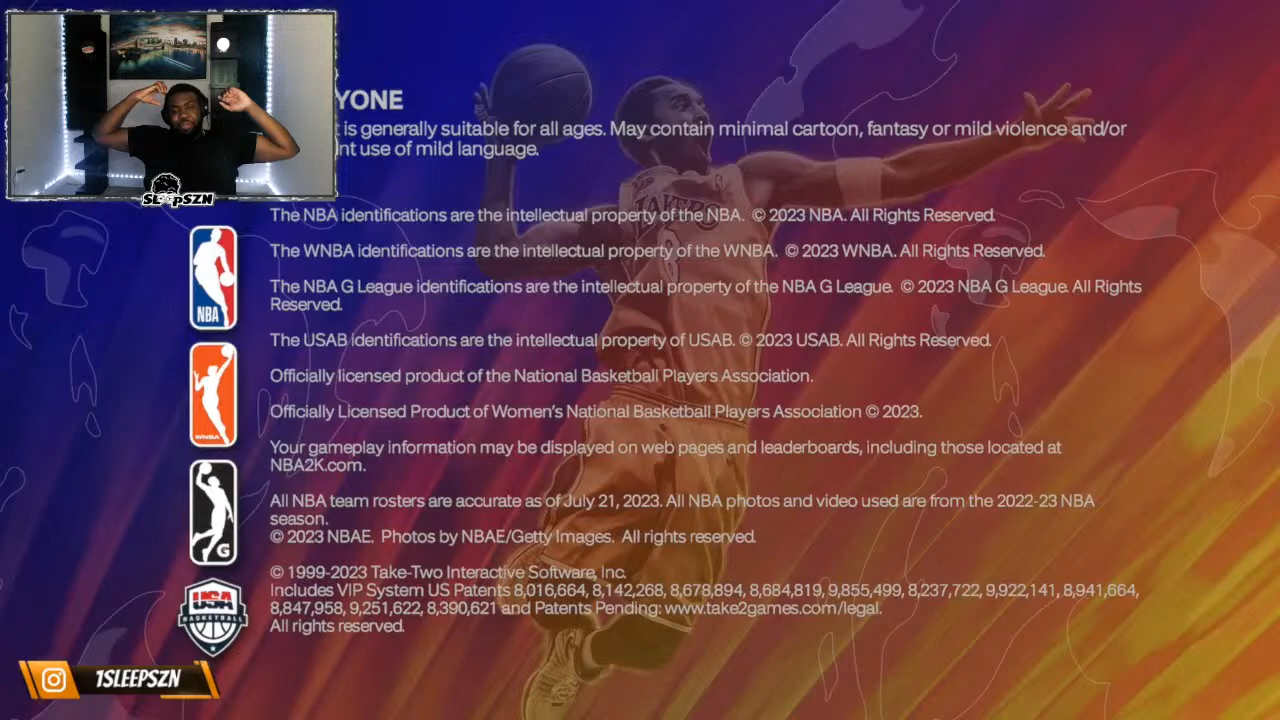 YONE
t is generally suitable for all ages. May contain minimal cartoon, fantasy or mild violence and/or
nt use of mild language.
SLEEPSZN
The NBA identifications are the intellectual property of the NBA. © 2023 NBA. All Rights Reserved.
The WNBA identifications are the intellectual property of the WNBA. © 2023 WNBA. All Rights Reserved.
The NBA G League identifications are the intellectual property of the NBA G League. © 2023 NBA G League. All Rights
Reserved.
NBA
The USAB identifications are the intellectual property of USAB. © 2023 USAB. All Rights Reserved.
Officially licensed product of the National Basketball Players Association.
Officially Licensed Product of Women's National Basketball Players Association © 2023.
WNBA
Your gameplay information may be displayed on web pages and leaderboards, including those located at
NBA2K.com.
All NBA team rosters are accurate as of July 21, 2023. All NBA photos and video used are from the 2022-23 NBA
season.
© 2023 NBAE. Photos by NBAE/Getty Images. All rights reserved.
G
© 1999-2023 Take-Two Interactive Software, Inc.
Includes VIP System US Patents 8,016,664, 8,142,268, 8,678,894, 8,684,819, 9,855,499, 8,237,722, 9,922,141, 8,941,664,
8,847,958, 9,251,622, 8,390,621 and Patents Pending: www.take2games.com/legal.
All rights reserved.
USA
BASKETBALL
LAKERS
8
1SLEEPSZN